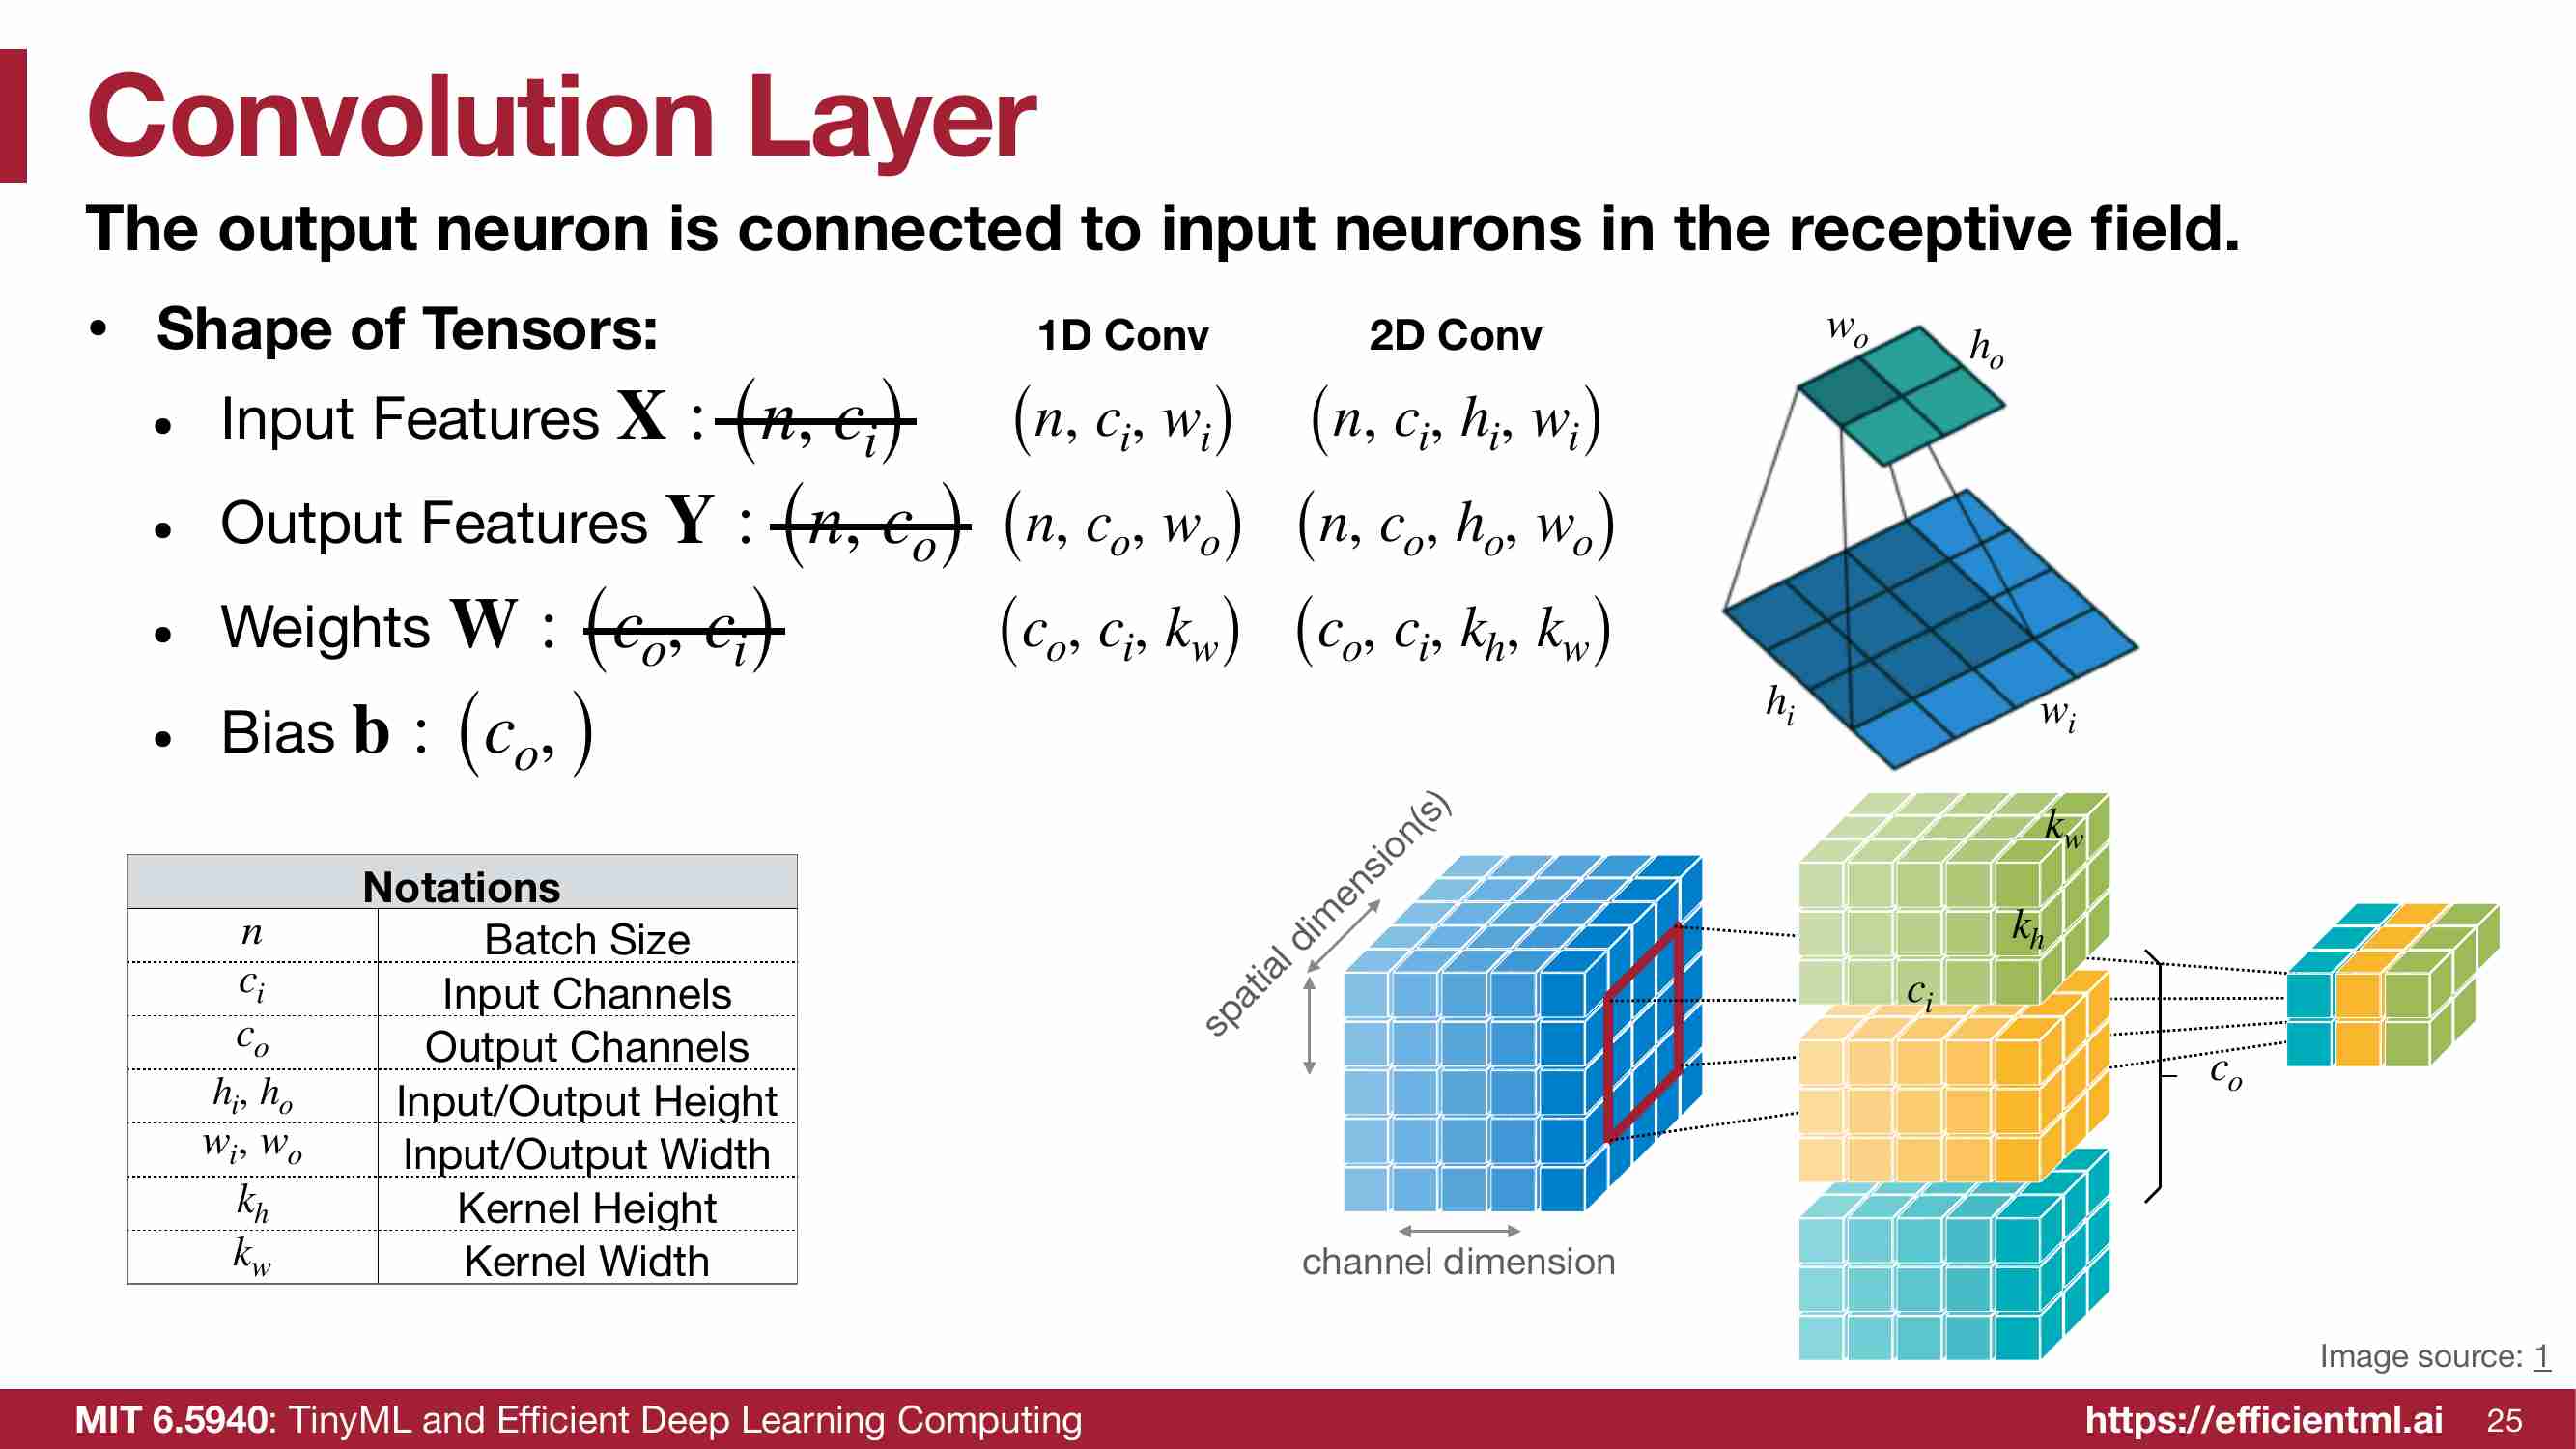 Convolution Layer
The output neuron is connected to input neurons in the receptive field.
• Shape of Tensors:
1D Conv 2D Conv
• Input Features X : (n, c_i) (n, c_i, w_i) (n, c_i, h_i, w_i)
• Output Features Y : (n, c_o) (n, c_o, w_o) (n, c_o, h_o, w_o)
• Weights W : (c_o, c_i) (c_o, c_i, k_w) (c_o, c_i, k_h, k_w)
• Bias b : (c_o, )
w_o
h_o
h_i
w_i
Notations
n Batch Size
c_i Input Channels
c_o Output Channels
h_i, h_o Input/Output Height
w_i, w_o Input/Output Width
k_h Kernel Height
k_w Kernel Width
spatial dimension(s)
channel dimension
k_w
k_h
c_i
c_o
Image source: 1
MIT 6.5940: TinyML and Efficient Deep Learning Computing
https://efficientml.ai 25